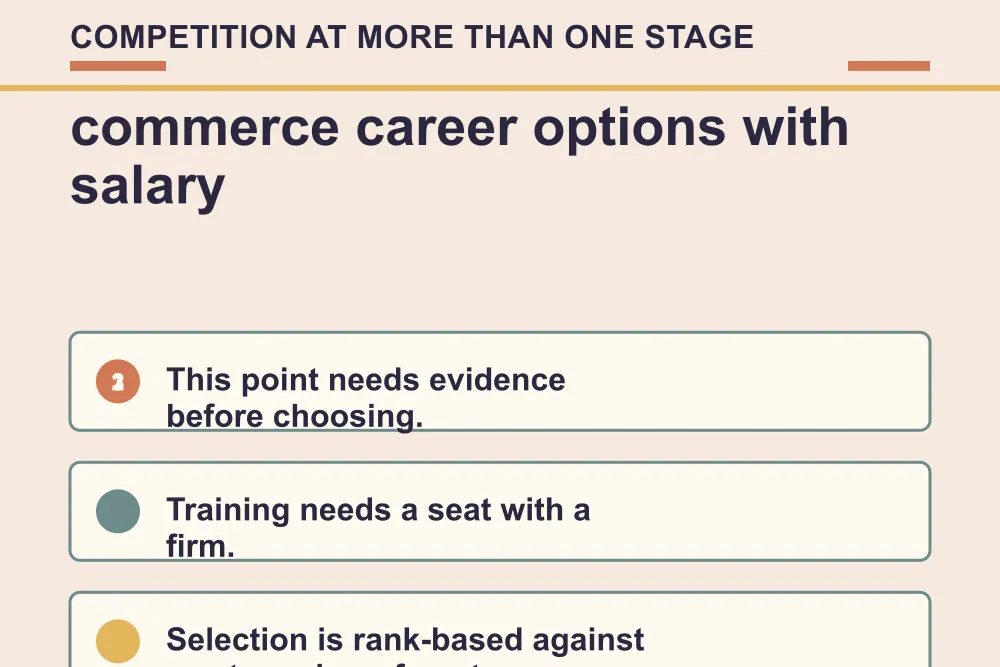 COMPETITION AT MORE THAN ONE STAGE
commerce career options with
salary
This point needs evidence
before choosing.
Training needs a seat with a
firm.
Selection is rank-based against